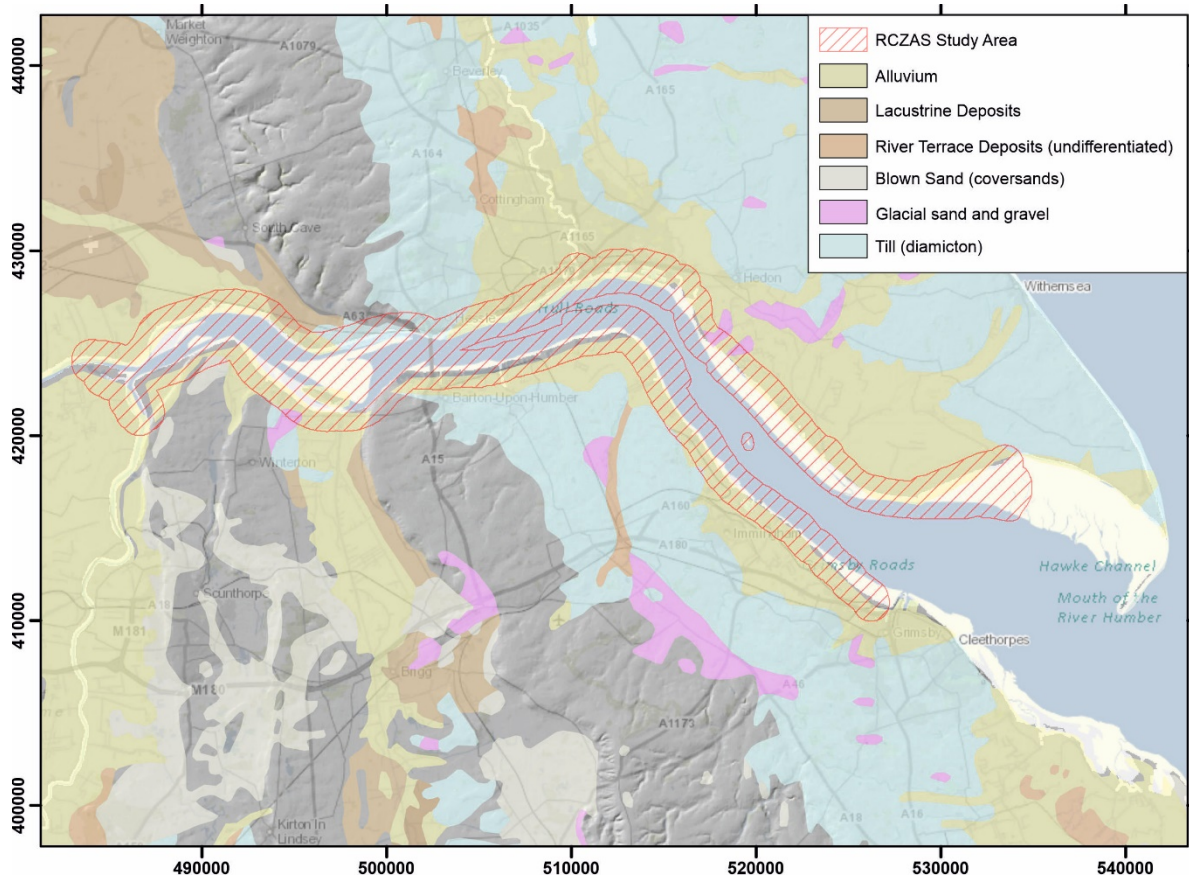 RCZAS Study Area
Alluvium
Lacustrine Deposits
River Terrace Deposits (undifferentiated)
Blown Sand (coversands)
Glacial sand and gravel
Till (diamicton)
Market
Weighton
A1079
A1035
Beverley
A165
A164
Cottingham
South Cave
A1165
Hedon
Withernsea
A63
Hull Roads
Barton-Upon-Humber
Winterton
A15
A160
Immingham
A180
Hawke Channel
Mouth of the
River Humber
Scunthorpe
A18
M181
Grimsby
Cleethorpes
Brigg
M180
A46
A1173
Kirton In
Lindsey
A18
A16
440000
430000
420000
410000
400000
490000
500000
510000
520000
530000
540000